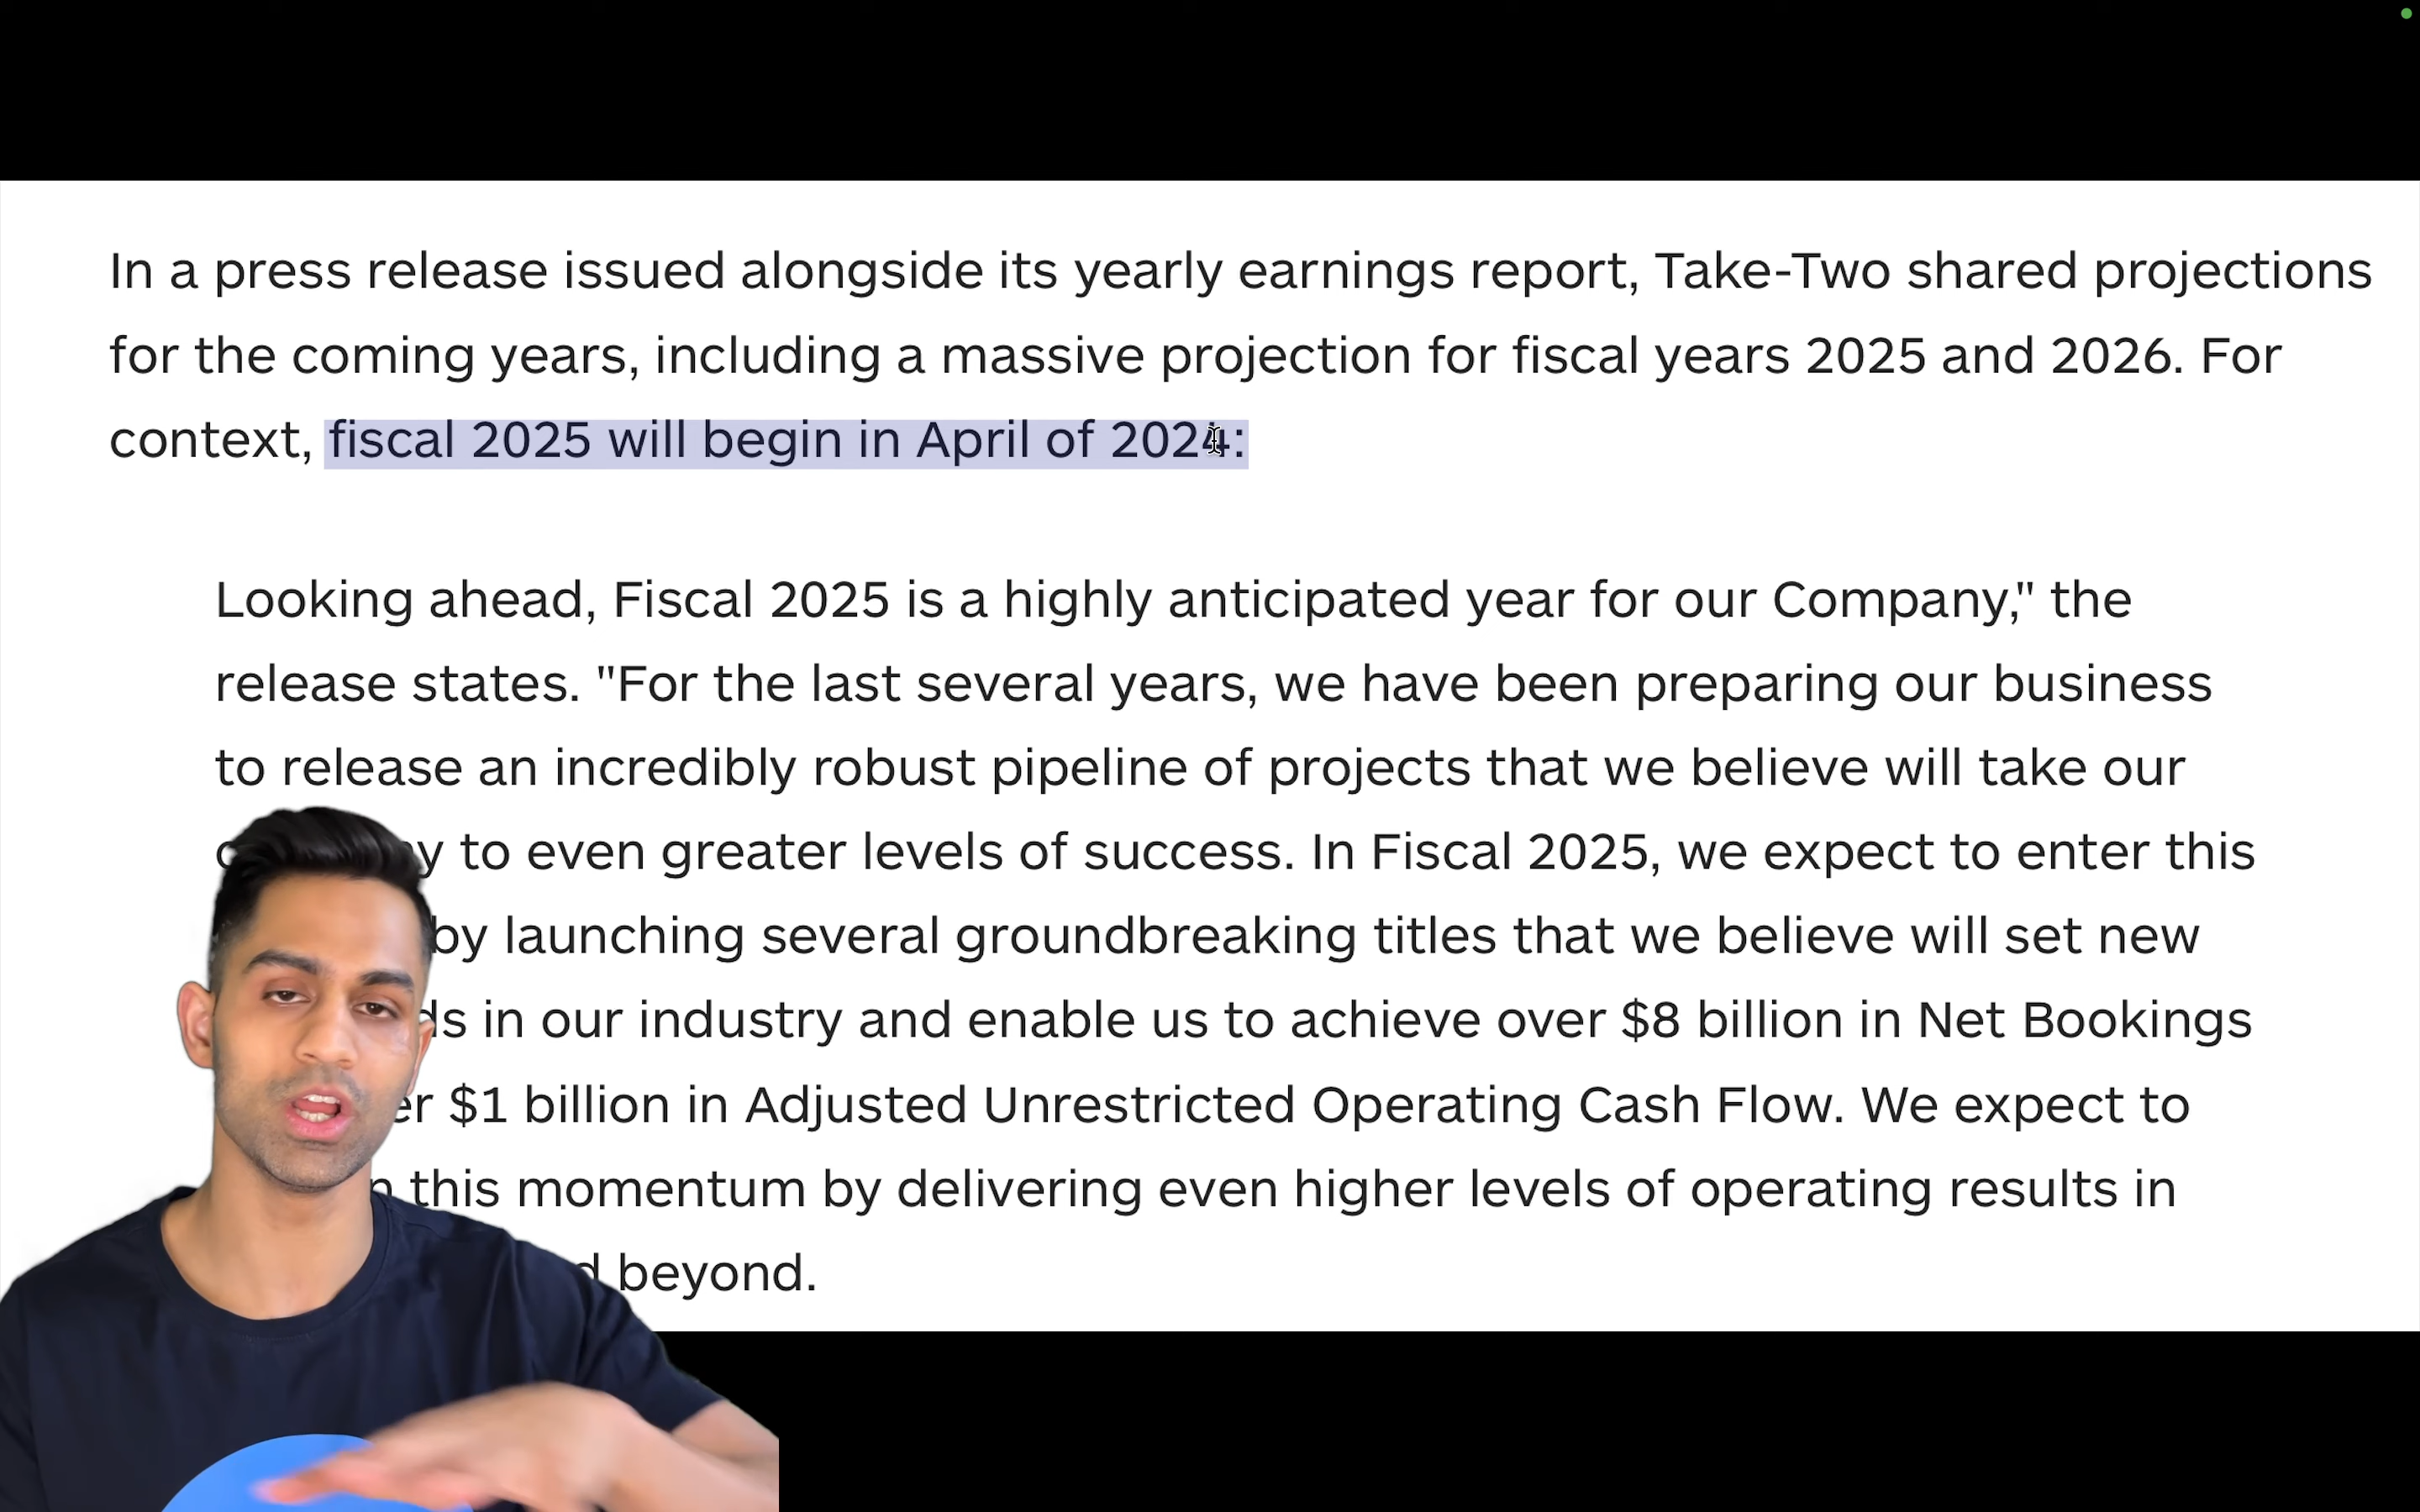 In a press release issued alongside its yearly earnings report, Take-Two shared projections
for the coming years, including a massive projection for fiscal years 2025 and 2026. For
context, fiscal 2025 will begin in April of 2024:
Looking ahead, Fiscal 2025 is a highly anticipated year for our Company," the
release states. "For the last several years, we have been preparing our business
to release an incredibly robust pipeline of projects that we believe will take our
to even greater levels of success. In Fiscal 2025, we expect to enter this
by launching several groundbreaking titles that we believe will set new
in our industry and enable us to achieve over $8 billion in Net Bookings
$1 billion in Adjusted Unrestricted Operating Cash Flow. We expect to
this momentum by delivering even higher levels of operating results in
beyond.